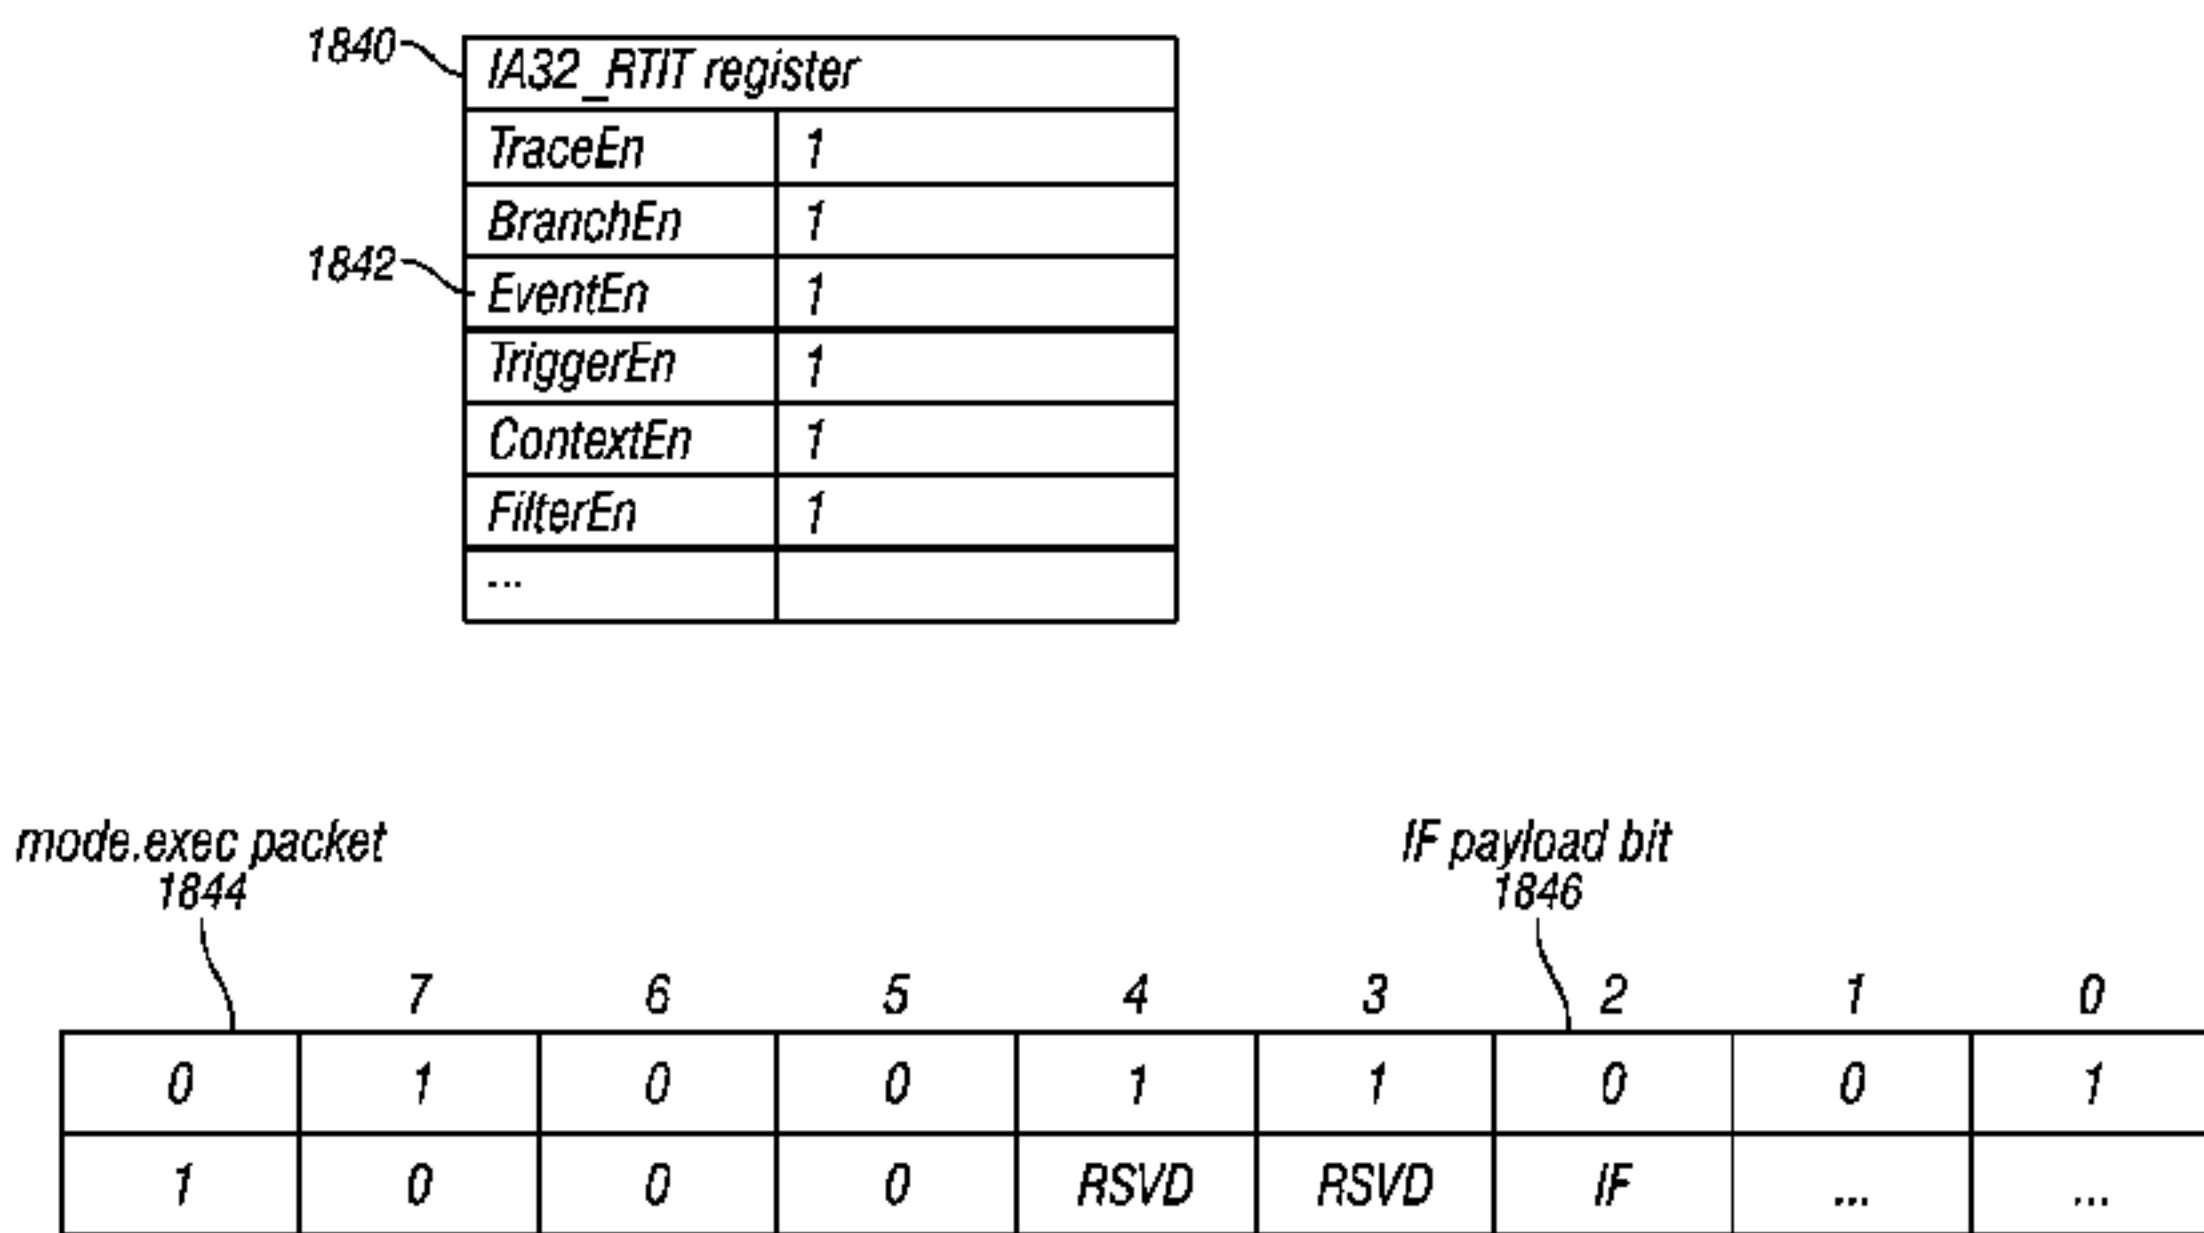 1840
IA32_RTIT register
TraceEn 1
BranchEn 1
1842
EventEn 1
TriggerEn 1
ContextEn 1
FilterEn 1
...
mode.exec packet
1844
IF payload bit
1846
7 6 5 4 3 2 1 0
0 1 0 0 1 1 0 0 1
1 0 0 0 RSVD RSVD IF ... ...